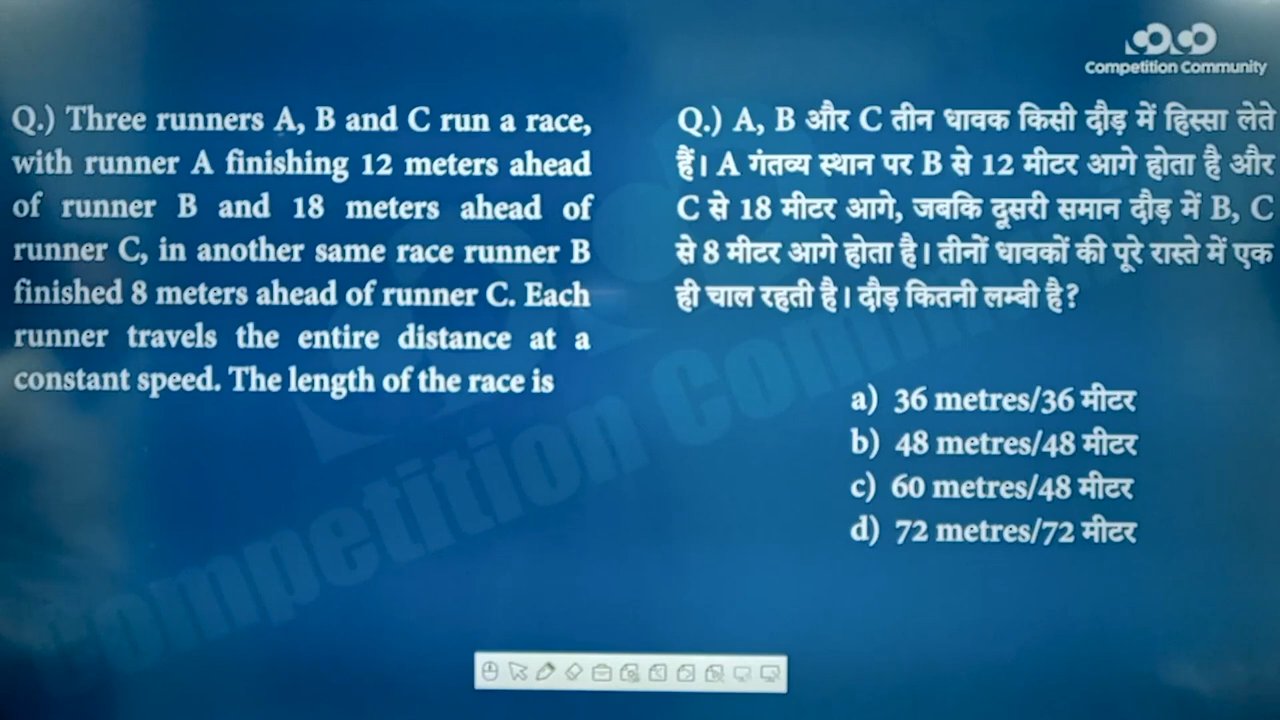 Competition Community
Q.) Three runners A, B and C run a race,
with runner A finishing 12 meters ahead
of runner B and 18 meters ahead of
runner C, in another same race runner B
finished 8 meters ahead of runner C. Each
runner travels the entire distance at a
constant speed. The length of the race is
Q.) A, B और C तीन धावक किसी दौड़ में हिस्सा लेते
हैं। A गंतव्य स्थान पर B से 12 मीटर आगे होता है और
C से 18 मीटर आगे, जबकि दूसरी समान दौड़ में B, C
से 8 मीटर आगे होता है। तीनों धावकों की पूरे रास्ते में एक
ही चाल रहती है। दौड़ कितनी लम्बी है?
a) 36 metres/36 मीटर
b) 48 metres/48 मीटर
c) 60 metres/48 मीटर
d) 72 metres/72 मीटर
Competition Community